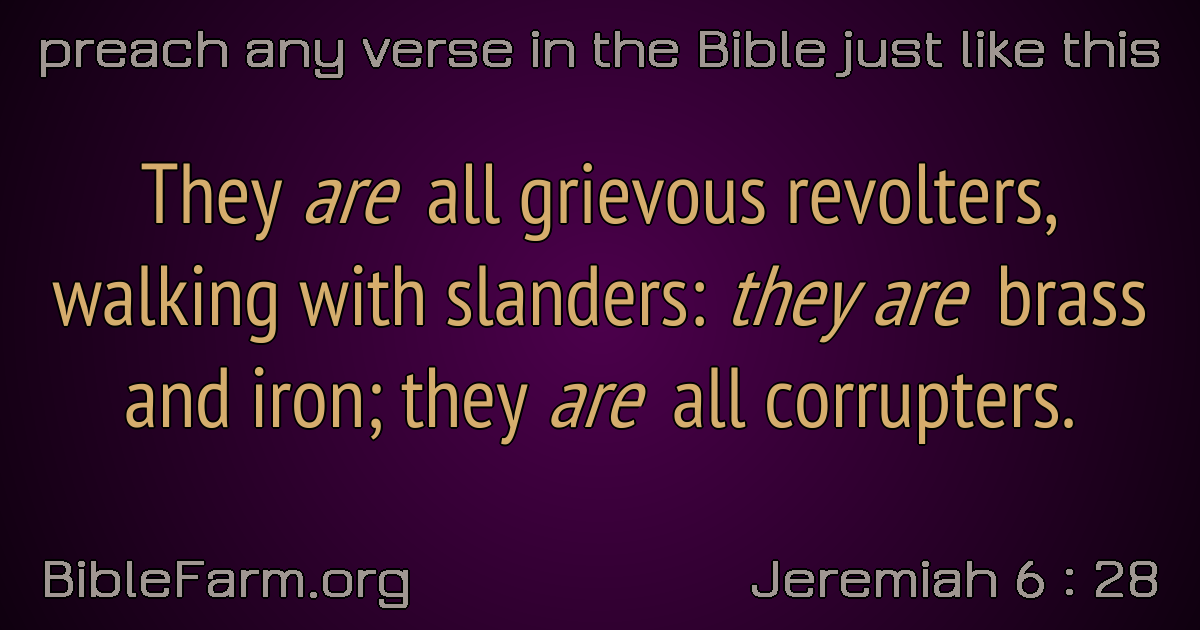 preach any verse in the Bible just like this
They are all grievous revolters,
walking with slanders: they are brass
and iron; they are all corrupters.
BibleFarm.org
Jeremiah 6 : 28